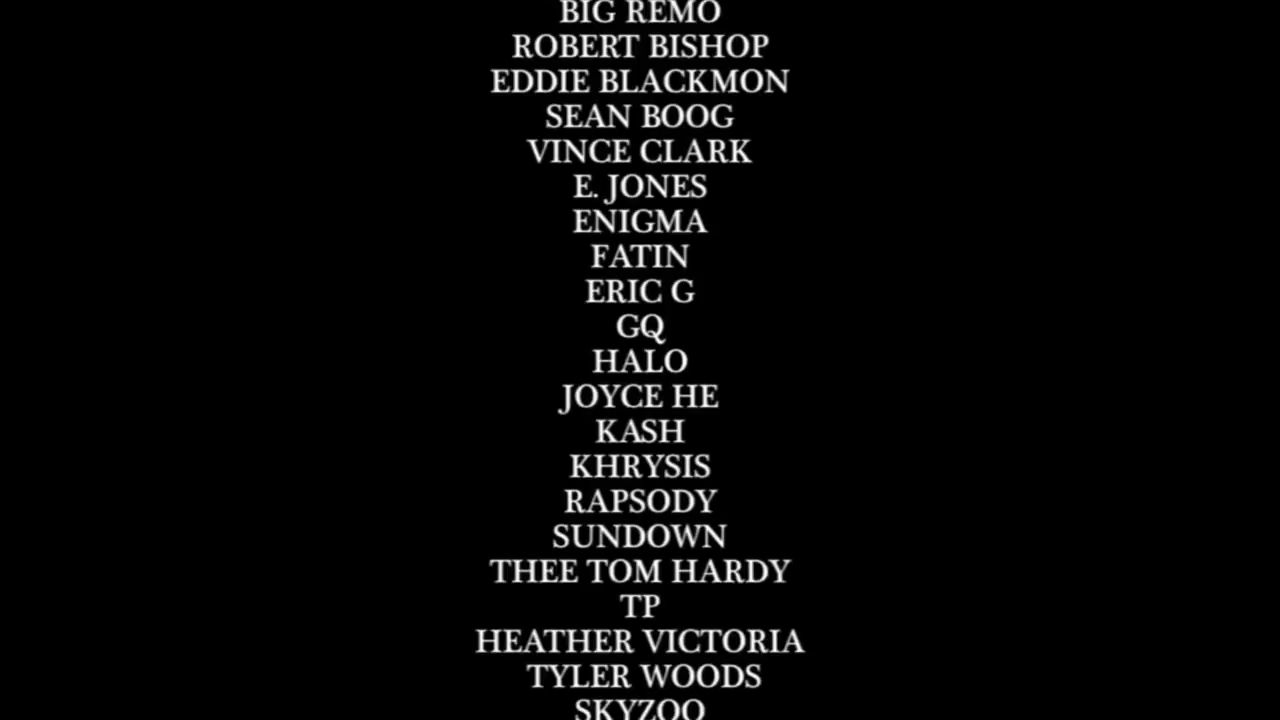 BIG REMO
ROBERT BISHOP
EDDIE BLACKMON
SEAN BOOG
VINCE CLARK
E. JONES
ENIGMA
FATIN
ERIC G
GQ
HALO
JOYCE HE
KASH
KHRYSIS
RAPSODY
SUNDOWN
THEE TOM HARDY
TP
HEATHER VICTORIA
TYLER WOODS
SKYZOO